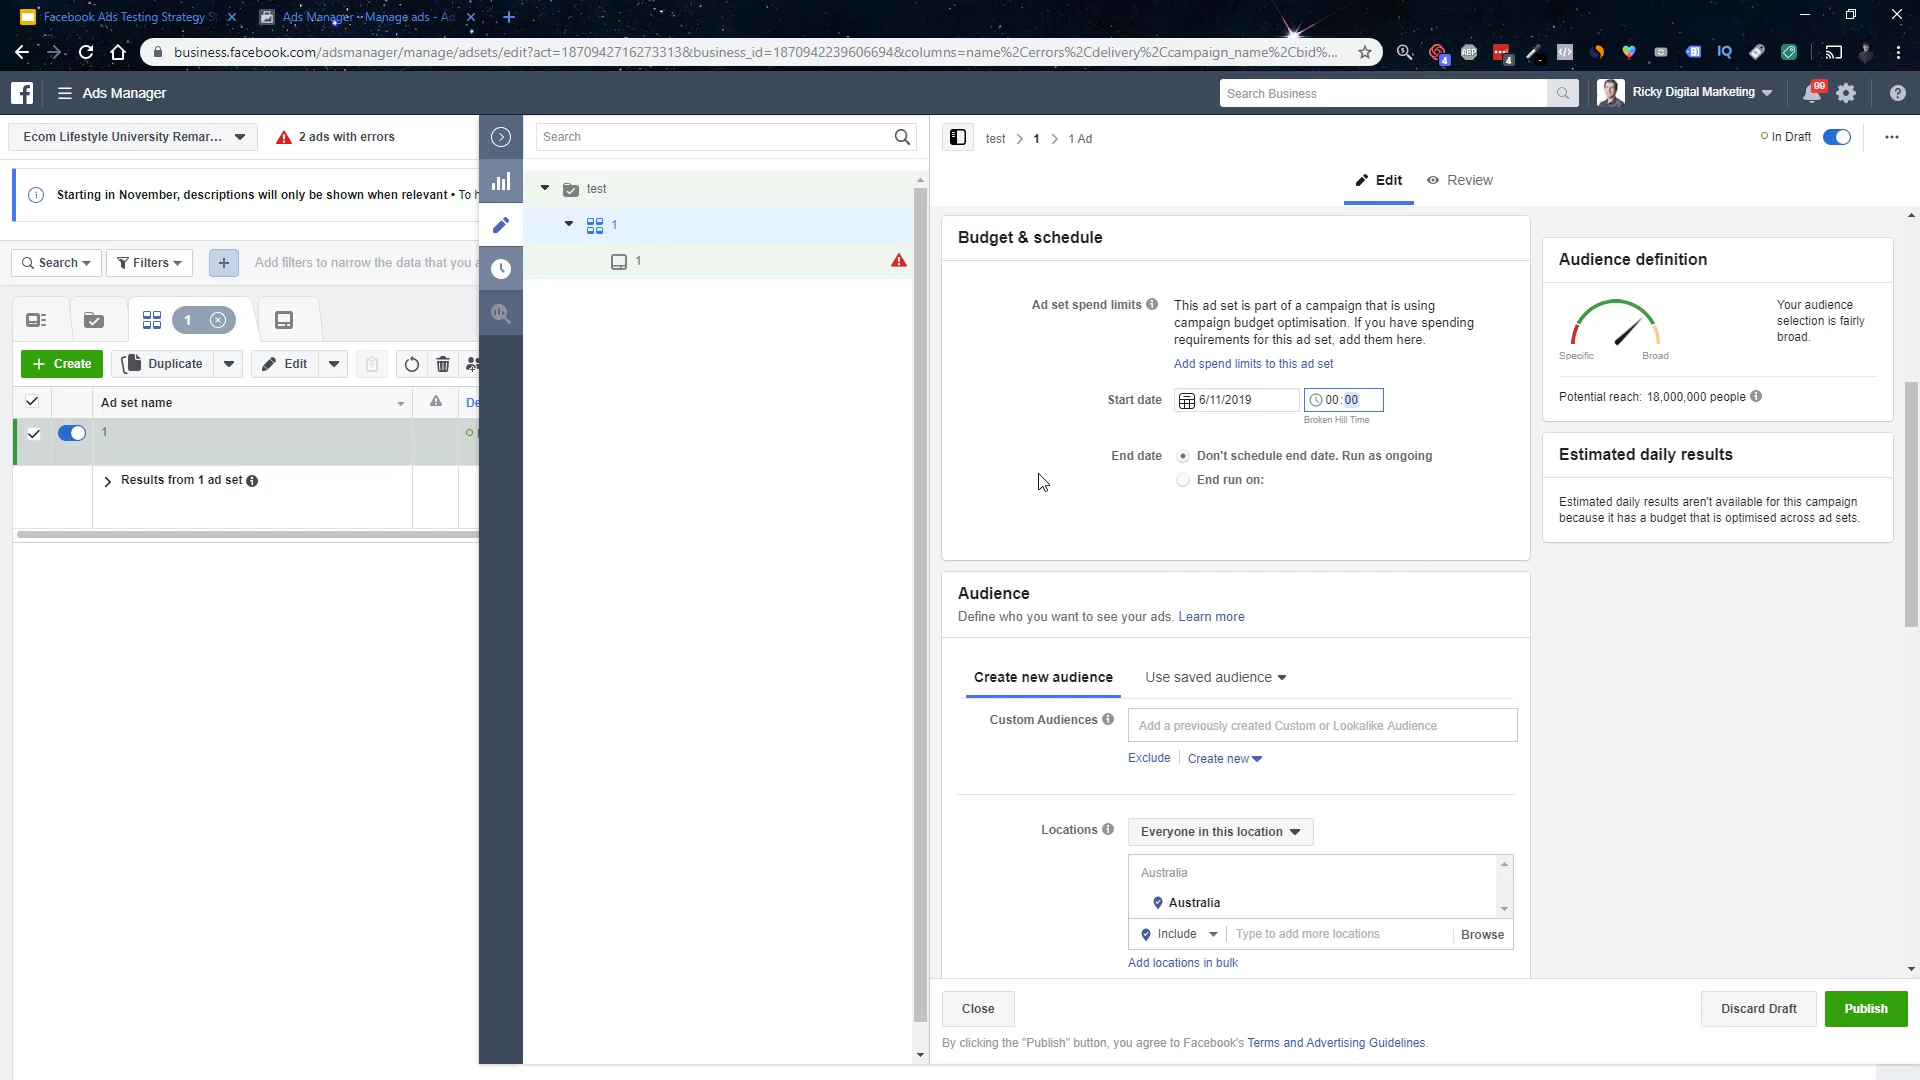 Facebook Ads Testing Strategy S
Ads Manager - Manage ads - Ad
business.facebook.com/adsmanager/manage/adsets/edit?act=1870942716273313&business_id=1870942239606694&columns=name%2Cerrors%2Cdelivery%2Ccampaign_name%2Cbid%...
Ads Manager
Search Business
Ricky Digital Marketing
99
Ecom Lifestyle University Remar...
2 ads with errors
Search
test > 1 > 1 Ad
In Draft
Edit
Review
Starting in November, descriptions will only be shown when relevant • To h
test
1
1
Search
Filters
Add filters to narrow the data that you a
1
Create
Duplicate
Edit
Ad set name
De
1
Results from 1 ad set
Budget & schedule
Ad set spend limits
This ad set is part of a campaign that is using
campaign budget optimisation. If you have spending
requirements for this ad set, add them here.
Add spend limits to this ad set
Start date
6/11/2019
00:00
Broken Hill Time
End date
Don't schedule end date. Run as ongoing
End run on:
Audience
Define who you want to see your ads. Learn more
Create new audience
Use saved audience
Custom Audiences
Add a previously created Custom or Lookalike Audience
Exclude
Create new
Locations
Everyone in this location
Australia
Australia
Include
Type to add more locations
Browse
Add locations in bulk
Audience definition
Specific
Broad
Your audience
selection is fairly
broad.
Potential reach: 18,000,000 people
Estimated daily results
Estimated daily results aren't available for this campaign
because it has a budget that is optimised across ad sets.
Close
Discard Draft
Publish
By clicking the "Publish" button, you agree to Facebook's Terms and Advertising Guidelines.